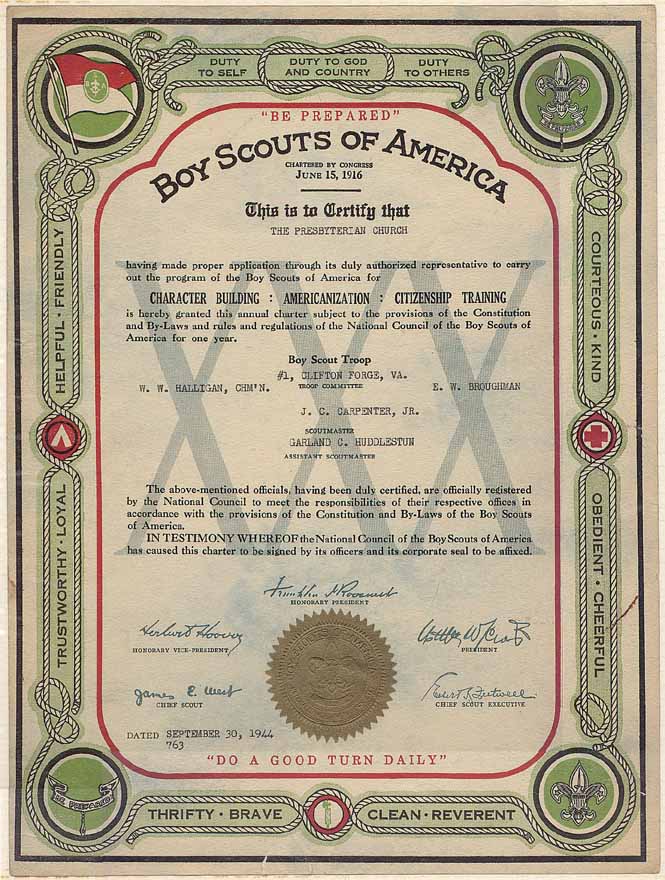 DUTY TO SELF
DUTY TO GOD AND COUNTRY
DUTY TO OTHERS
"BE PREPARED"
BOY SCOUTS OF AMERICA
CHARTERED BY CONGRESS
JUNE 15, 1916
This is to Certify that
THE PRESBYTERIAN CHURCH
XXX
having made proper application through its duly authorized representative to carry
out the program of the Boy Scouts of America for
CHARACTER BUILDING : AMERICANIZATION : CITIZENSHIP TRAINING
is hereby granted this annual charter subject to the provisions of the Constitution
and By-Laws and rules and regulations of the National Council of the Boy Scouts of
America for one year.
Boy Scout Troop
#1, CLIFTON FORGE, VA.
W. W. HALLIGAN, CHM'N.
TROOP COMMITTEE
E. W. BROUGHMAN
J. C. CARPENTER, JR.
SCOUTMASTER
GARLAND C. HUDDLESTUN
ASSISTANT SCOUTMASTER
The above-mentioned officials, having been duly certified, are officially registered
by the National Council to meet the responsibilities of their respective offices in
accordance with the provisions of the Constitution and By-Laws of the Boy Scouts
of America.
IN TESTIMONY WHEREOF the National Council of the Boy Scouts of America
has caused this charter to be signed by its officers and its corporate seal to be affixed.
Franklin D Roosevelt
HONORARY PRESIDENT
Herbert Hoover
HONORARY VICE-PRESIDENT
PRESIDENT
James E. West
CHIEF SCOUT
CHIEF SCOUT EXECUTIVE
DATED SEPTEMBER 30, 1944
763
"DO A GOOD TURN DAILY"
HELPFUL · FRIENDLY
TRUSTWORTHY · LOYAL
COURTEOUS · KIND
OBEDIENT · CHEERFUL
BE PREPARED
THRIFTY · BRAVE
CLEAN · REVERENT